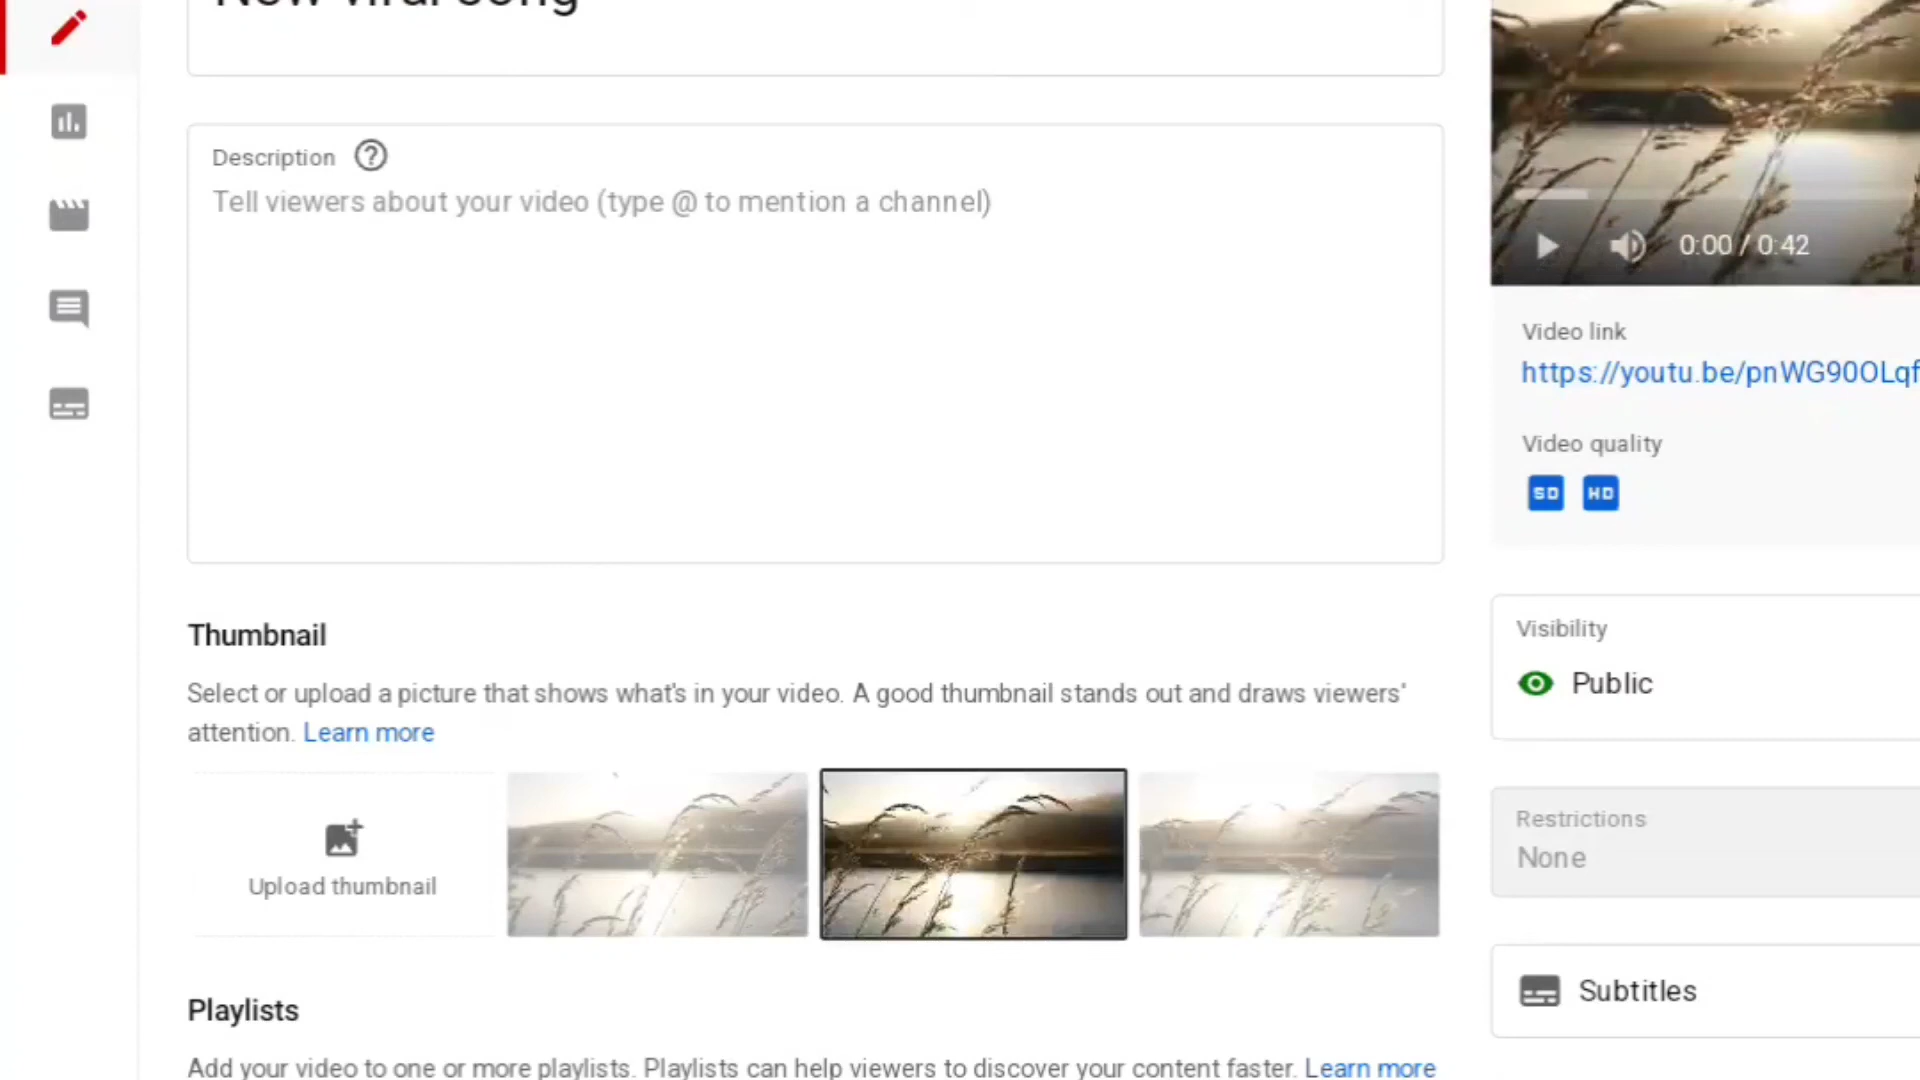 New viral song
Description
Tell viewers about your video (type @ to mention a channel)
0:00 / 0:42
Video link
https://youtu.be/pnWG90OLqf
Video quality
SD HD
Thumbnail
Select or upload a picture that shows what's in your video. A good thumbnail stands out and draws viewers'
attention. Learn more
Upload thumbnail
Visibility
Public
Restrictions
None
Subtitles
Playlists
Add your video to one or more playlists. Playlists can help viewers to discover your content faster. Learn more